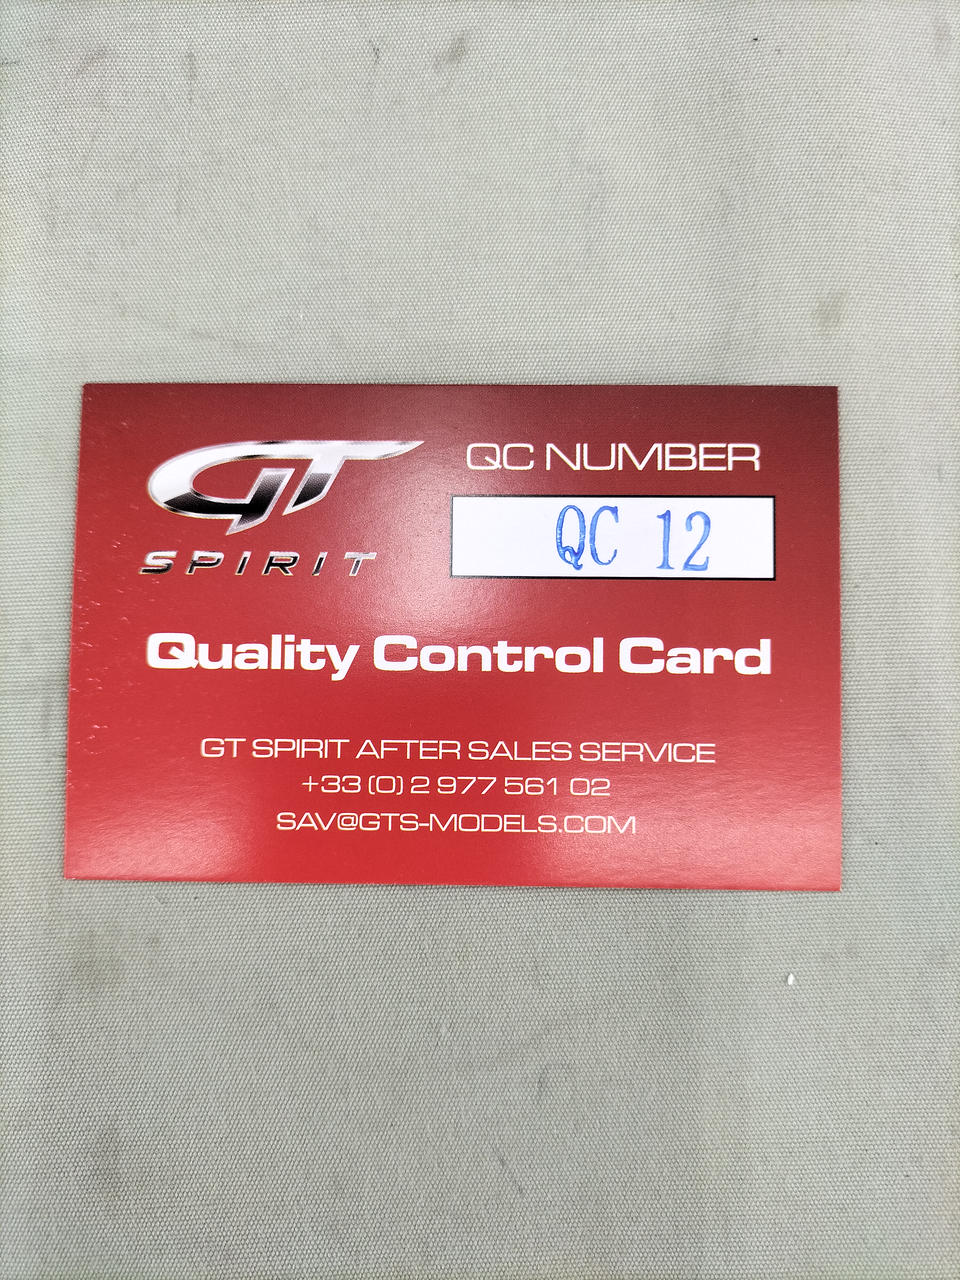 GT
SPIRIT
QC NUMBER
QC 12
Quality Control Card
GT SPIRIT AFTER SALES SERVICE
+33 (0) 2 977 561 02
SAV@GTS-MODELS.COM